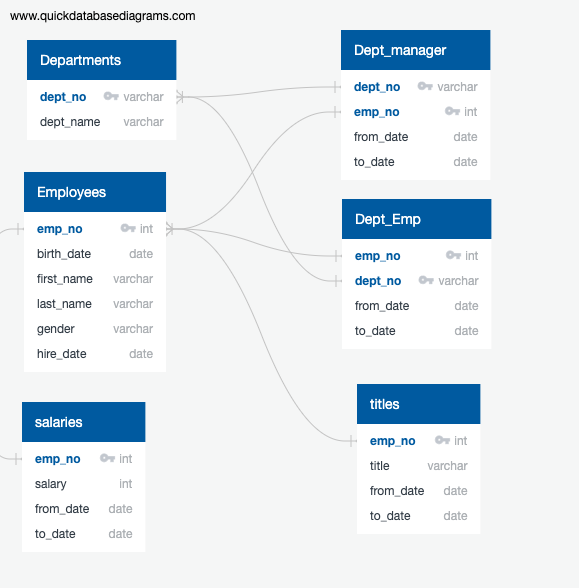 www.quickdatabasediagrams.com
Departments
dept_no varchar
dept_name varchar
Employees
emp_no int
birth_date date
first_name varchar
last_name varchar
gender varchar
hire_date date
salaries
emp_no int
salary int
from_date date
to_date date
Dept_manager
dept_no varchar
emp_no int
from_date date
to_date date
Dept_Emp
emp_no int
dept_no varchar
from_date date
to_date date
titles
emp_no int
title varchar
from_date date
to_date date